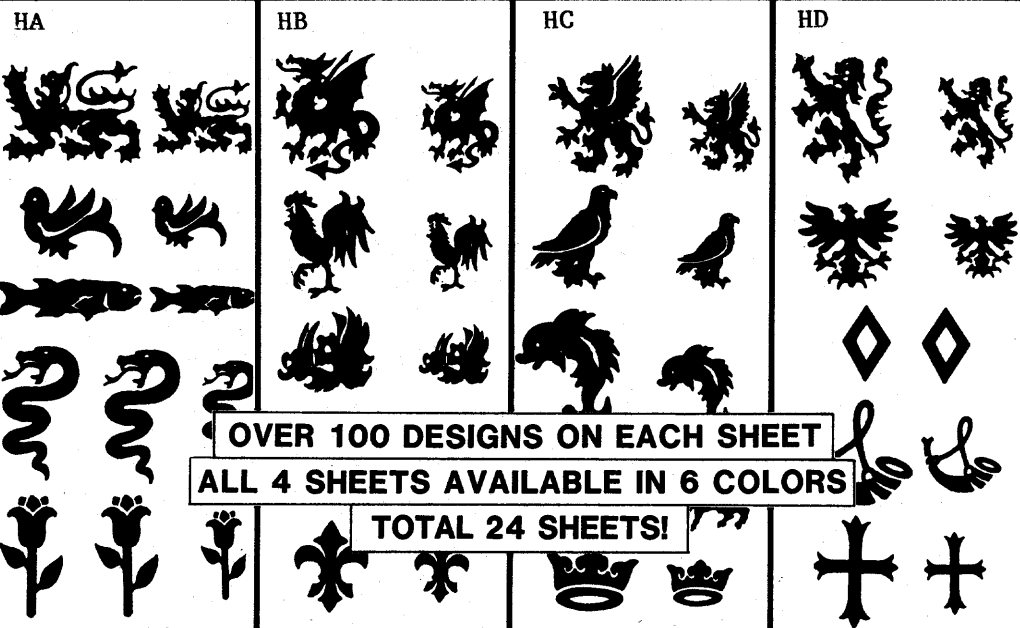 HA HB HC HD
OVER 100 DESIGNS ON EACH SHEET
ALL 4 SHEETS AVAILABLE IN 6 COLORS
TOTAL 24 SHEETS!